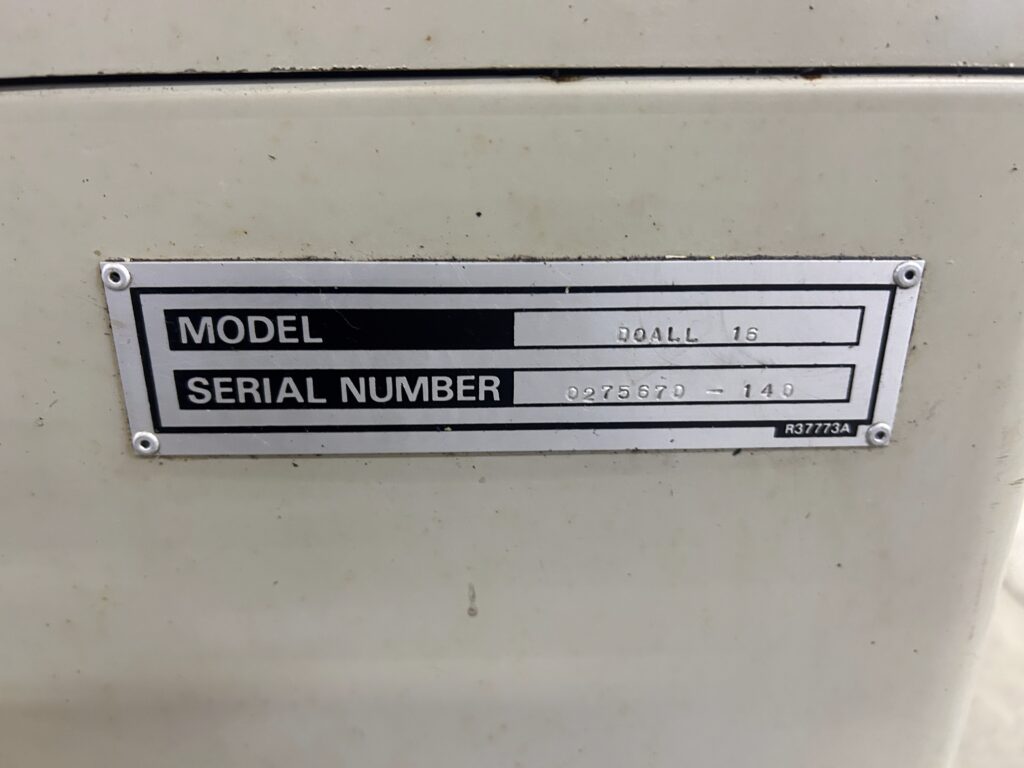 MODEL DOALL 16
SERIAL NUMBER 0275670 - 140
R37773A